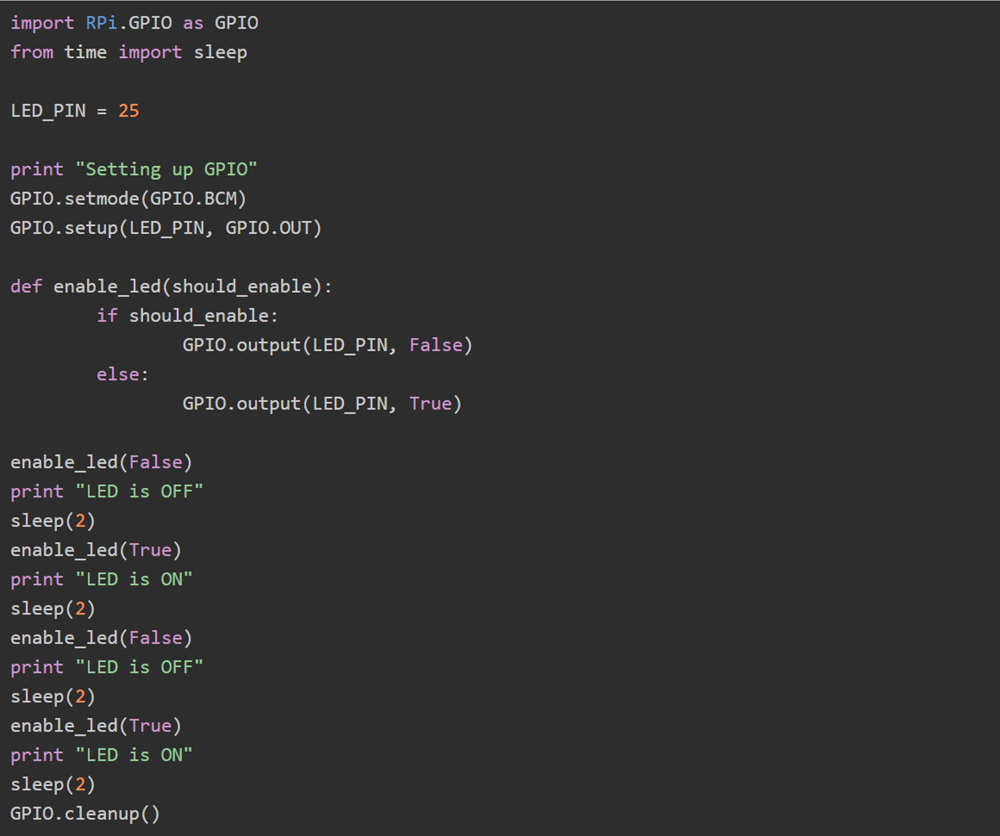 import RPi.GPIO as GPIO
from time import sleep

LED_PIN = 25

print "Setting up GPIO"
GPIO.setmode(GPIO.BCM)
GPIO.setup(LED_PIN, GPIO.OUT)

def enable_led(should_enable):
        if should_enable:
                GPIO.output(LED_PIN, False)
        else:
                GPIO.output(LED_PIN, True)

enable_led(False)
print "LED is OFF"
sleep(2)
enable_led(True)
print "LED is ON"
sleep(2)
enable_led(False)
print "LED is OFF"
sleep(2)
enable_led(True)
print "LED is ON"
sleep(2)
GPIO.cleanup()